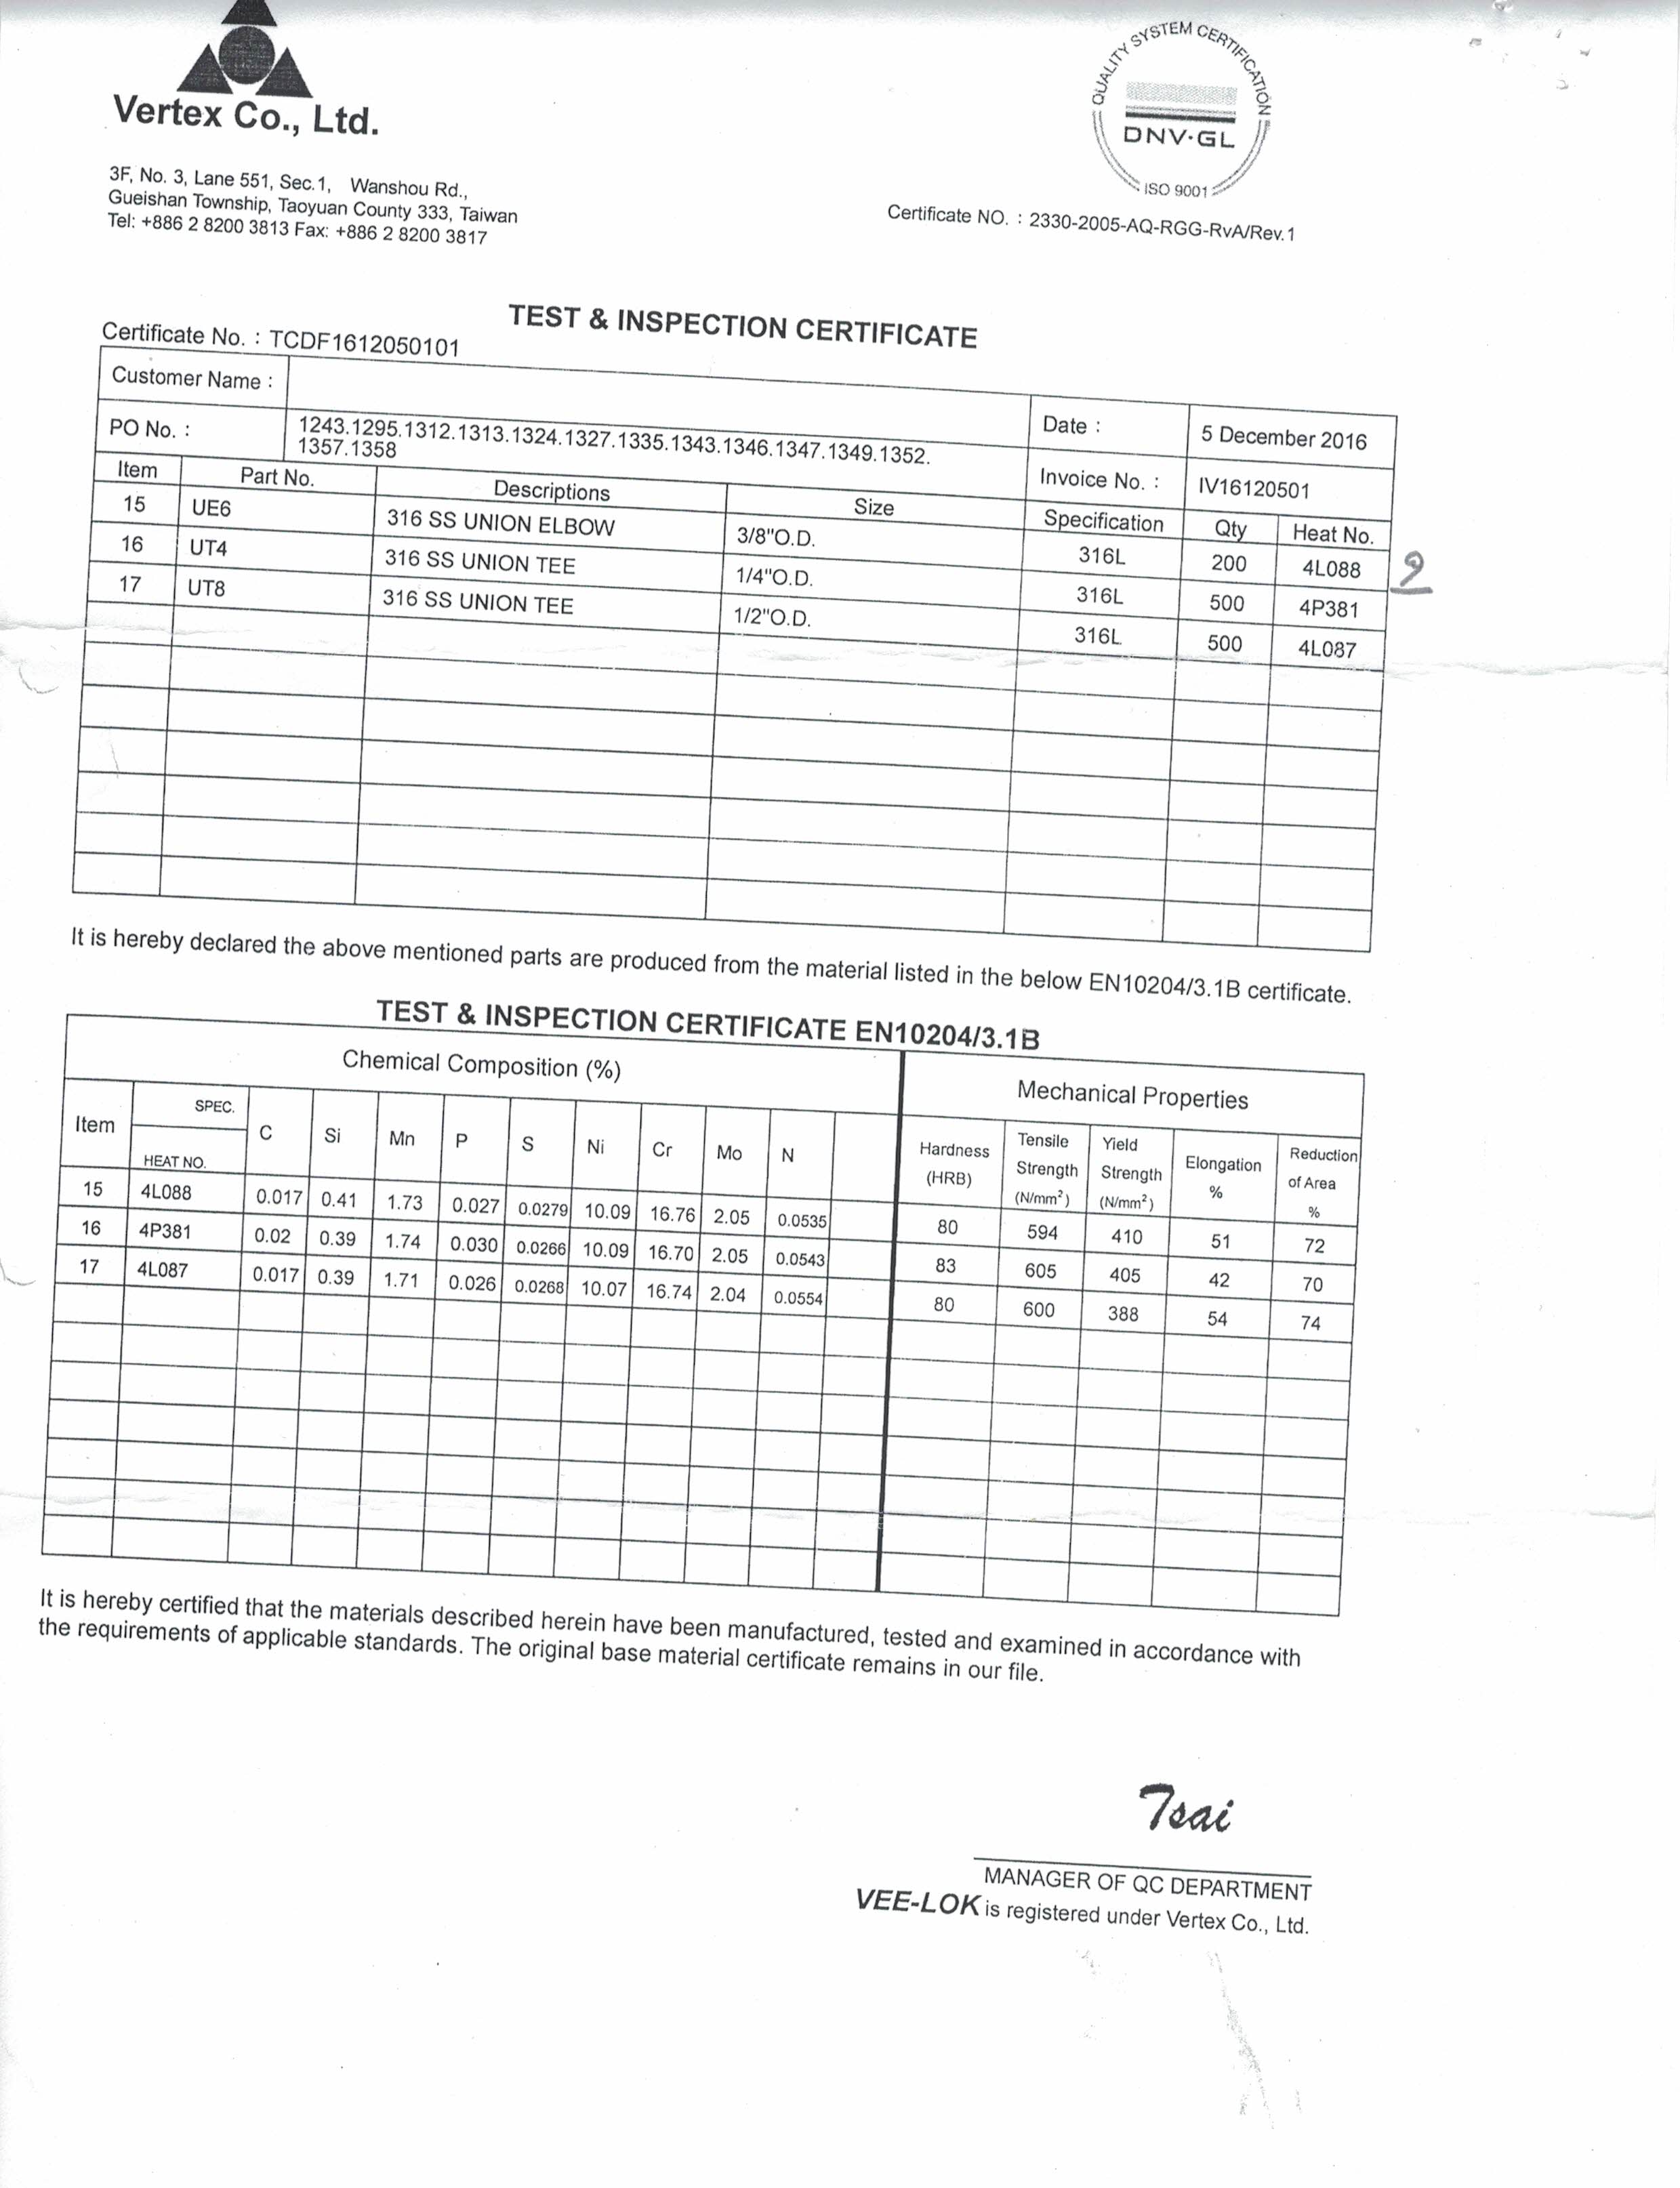 Vertex Co., Ltd.
3F, No. 3, Lane 551, Sec.1, Wanshou Rd.,
Gueishan Township, Taoyuan County 333, Taiwan
Tel: +886 2 8200 3813 Fax: +886 2 8200 3817
QUALITY SYSTEM CERTIFICATION
DNV·GL
ISO 9001
Certificate NO. : 2330-2005-AQ-RGG-RvA/Rev.1
TEST & INSPECTION CERTIFICATE
Certificate No. : TCDF1612050101
Customer Name :
Date : 5 December 2016
PO No. : 1243.1295.1312.1313.1324.1327.1335.1343.1346.1347.1349.1352.
1357.1358
Invoice No. : IV16120501
Item Part No. Descriptions Size Specification Qty Heat No.
15 UE6 316 SS UNION ELBOW 3/8"O.D. 316L 200 4L088
16 UT4 316 SS UNION TEE 1/4"O.D. 316L 500 4P381
17 UT8 316 SS UNION TEE 1/2"O.D. 316L 500 4L087
It is hereby declared the above mentioned parts are produced from the material listed in the below EN10204/3.1B certificate.
TEST & INSPECTION CERTIFICATE EN10204/3.1B
Chemical Composition (%) Mechanical Properties
Item SPEC. HEAT NO. C Si Mn P S Ni Cr Mo N Hardness (HRB) Tensile Strength (N/mm²) Yield Strength (N/mm²) Elongation % Reduction of Area %
15 4L088 0.017 0.41 1.73 0.027 0.0279 10.09 16.76 2.05 0.0535 80 594 410 51 72
16 4P381 0.02 0.39 1.74 0.030 0.0266 10.09 16.70 2.05 0.0543 83 605 405 42 70
17 4L087 0.017 0.39 1.71 0.026 0.0268 10.07 16.74 2.04 0.0554 80 600 388 54 74
It is hereby certified that the materials described herein have been manufactured, tested and examined in accordance with
the requirements of applicable standards. The original base material certificate remains in our file.
Tsai
MANAGER OF QC DEPARTMENT
VEE-LOK is registered under Vertex Co., Ltd.